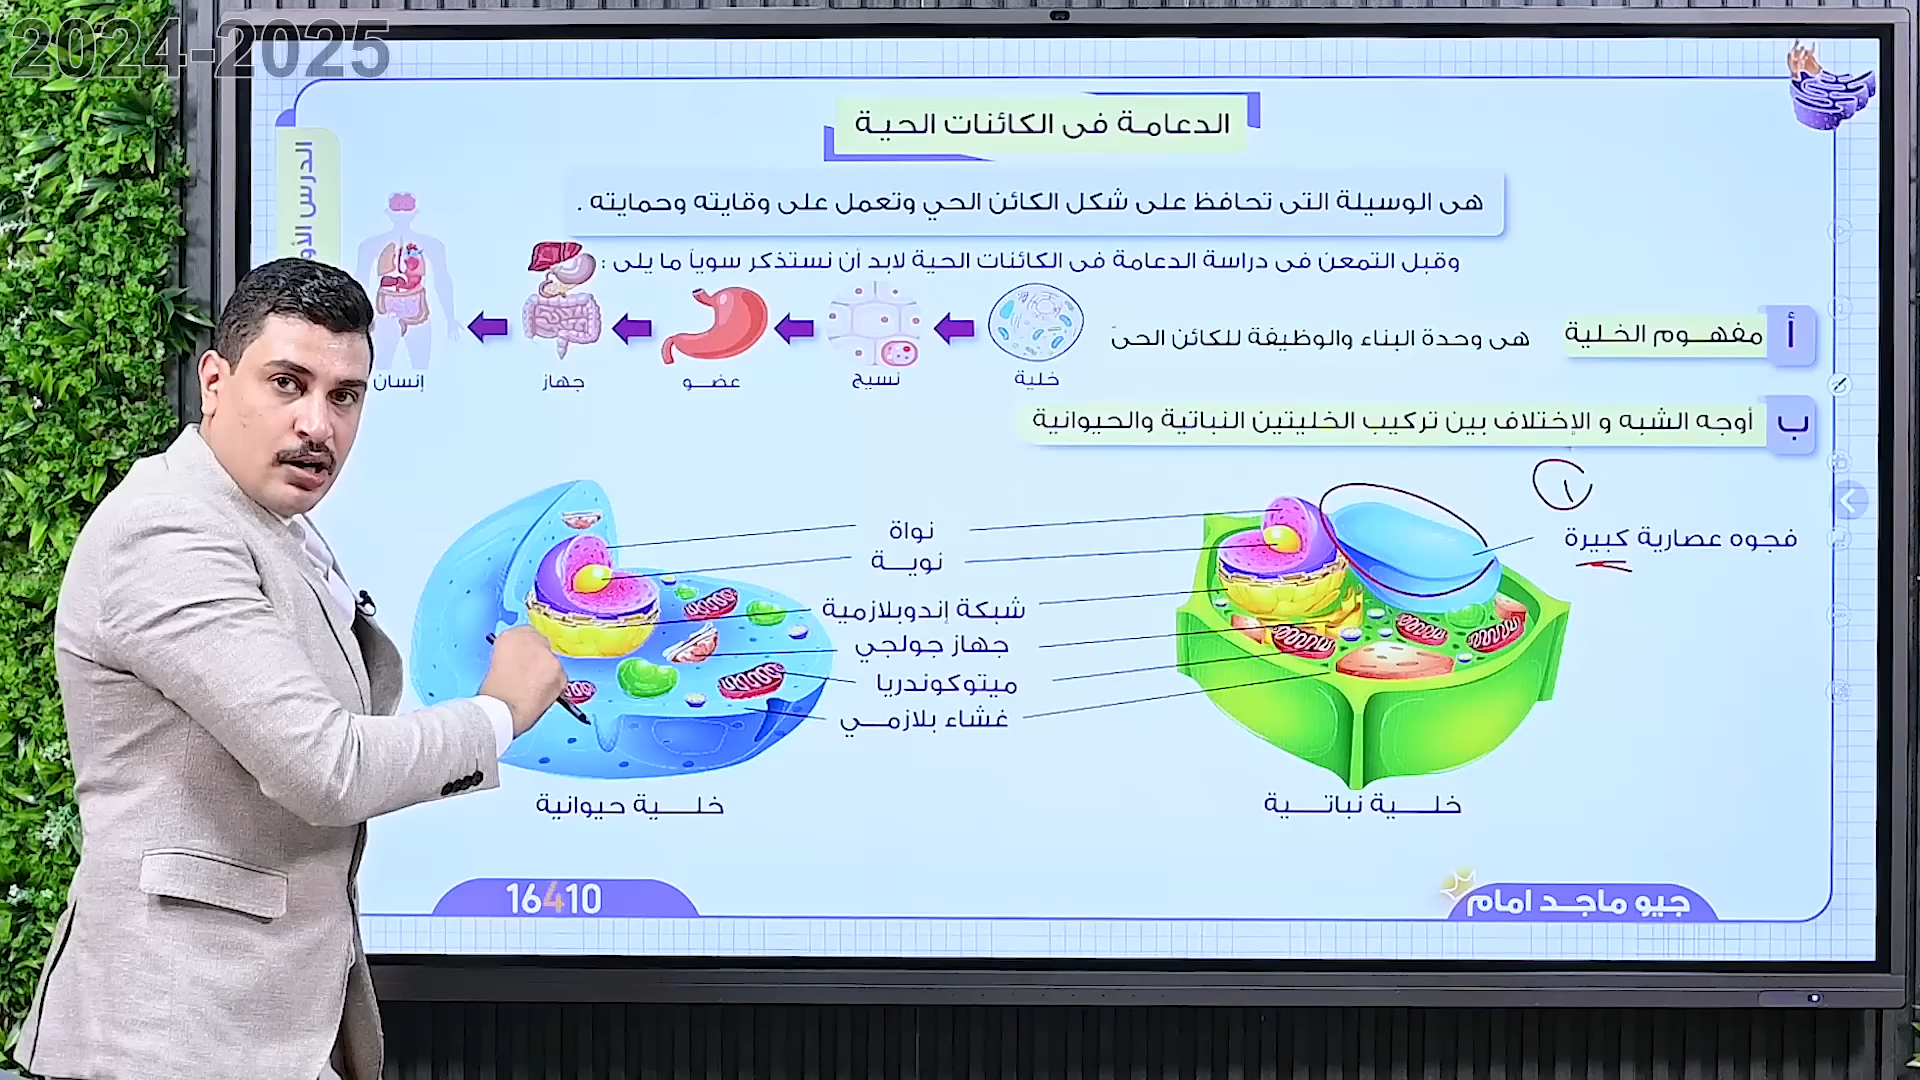 2024-2025
الدعامة فى الكائنات الحية
هى الوسيلة التى تحافظ على شكل الكائن الحي وتعمل على وقايته وحمايته .
وقبل التمعن فى دراسة الدعامة فى الكائنات الحية لابد أن نستذكر سوياً ما يلى :
أ مفهوم الخلية هى وحدة البناء والوظيفة للكائن الحىّ
خلية نسيج عضو جهاز إنسان
ب أوجه الشبه و الإختلاف بين تركيب الخليتين النباتية والحيوانية
فجوه عصارية كبيرة
نواة
نوية
شبكة إندوبلازمية
جهاز جولجي
ميتوكوندريا
غشاء بلازمي
خلية نباتية
خلية حيوانية
جيو ماجد امام
16410
الدرس